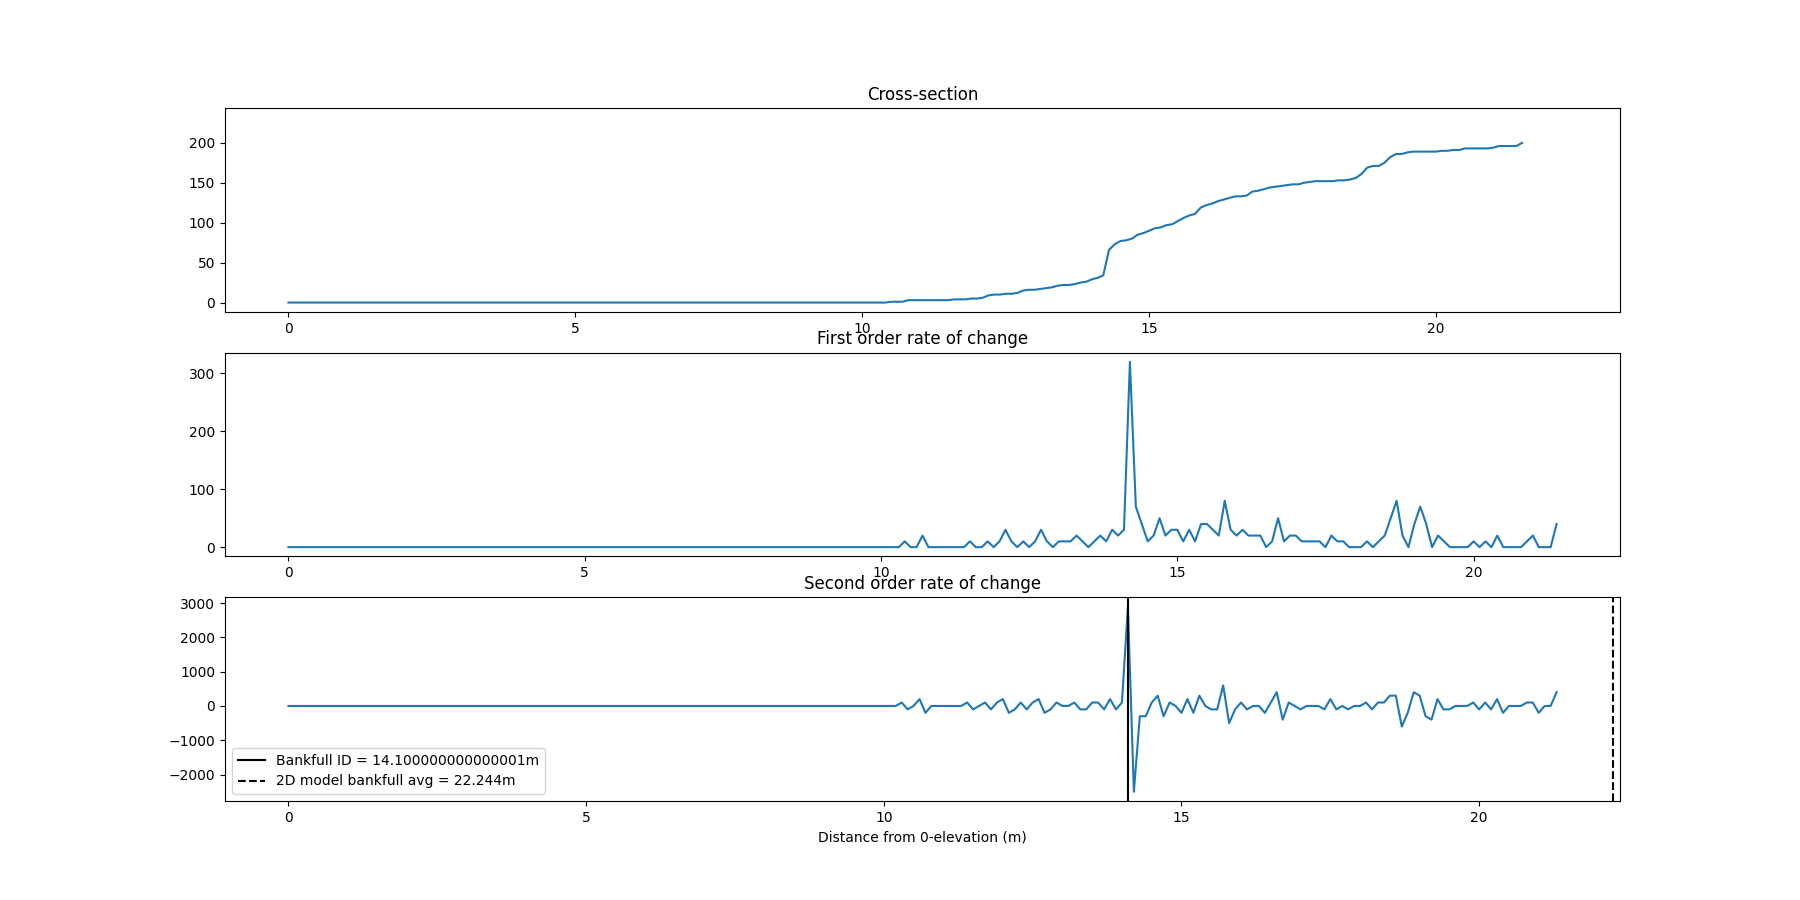 Cross-section
200
150
100
50
0
0 5 10 15 20
First order rate of change
300
200
100
0
0 5 10 15 20
Second order rate of change
3000
2000
1000
0
−1000
−2000
Bankfull ID = 14.100000000000001m
2D model bankfull avg = 22.244m
0 5 10 15 20
Distance from 0-elevation (m)